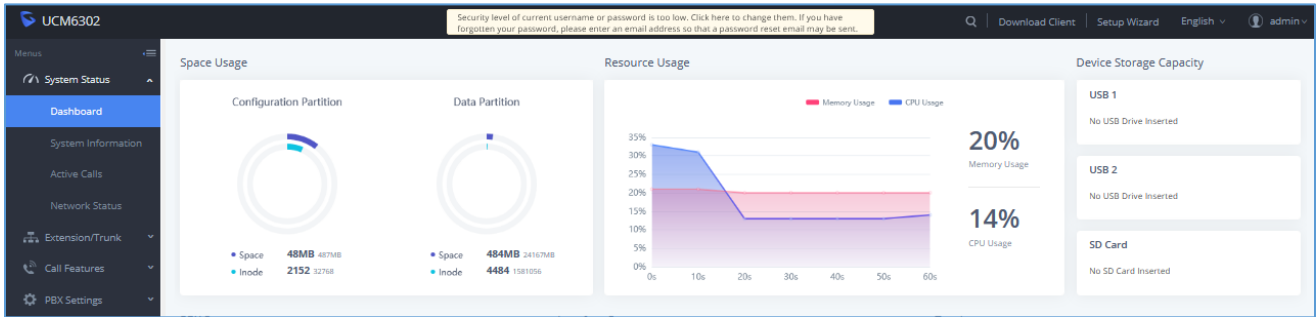 UCM6302
Security level of current username or password is too low. Click here to change them. If you have
forgotten your password, please enter an email address so that a password reset email may be sent.
Download Client
Setup Wizard
English
admin
Menus
System Status
Dashboard
System Information
Active Calls
Network Status
Extension/Trunk
Call Features
PBX Settings
Space Usage
Configuration Partition
Data Partition
Space 48MB 487MB
Inode 2152 32768
Space 484MB 24167MB
Inode 4484 1581056
Resource Usage
Memory Usage
CPU Usage
35%
30%
25%
20%
15%
10%
5%
0%
0s 10s 20s 30s 40s 50s 60s
20%
Memory Usage
14%
CPU Usage
Device Storage Capacity
USB 1
No USB Drive Inserted
USB 2
No USB Drive Inserted
SD Card
No SD Card Inserted